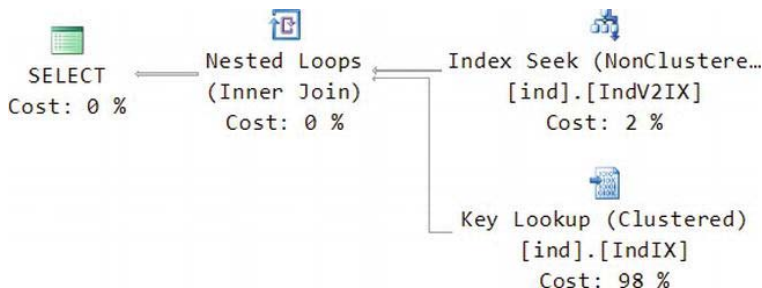 SELECT
Cost: 0 %
Nested Loops
(Inner Join)
Cost: 0 %
Index Seek (NonClustere…
[ind].[IndV2IX]
Cost: 2 %
Key Lookup (Clustered)
[ind].[IndIX]
Cost: 98 %